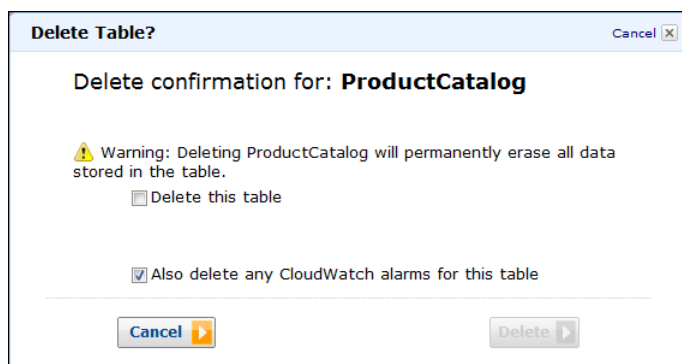 Delete Table?
Cancel
Delete confirmation for: ProductCatalog
Warning: Deleting ProductCatalog will permanently erase all data
stored in the table.
Delete this table
Also delete any CloudWatch alarms for this table
Cancel
Delete